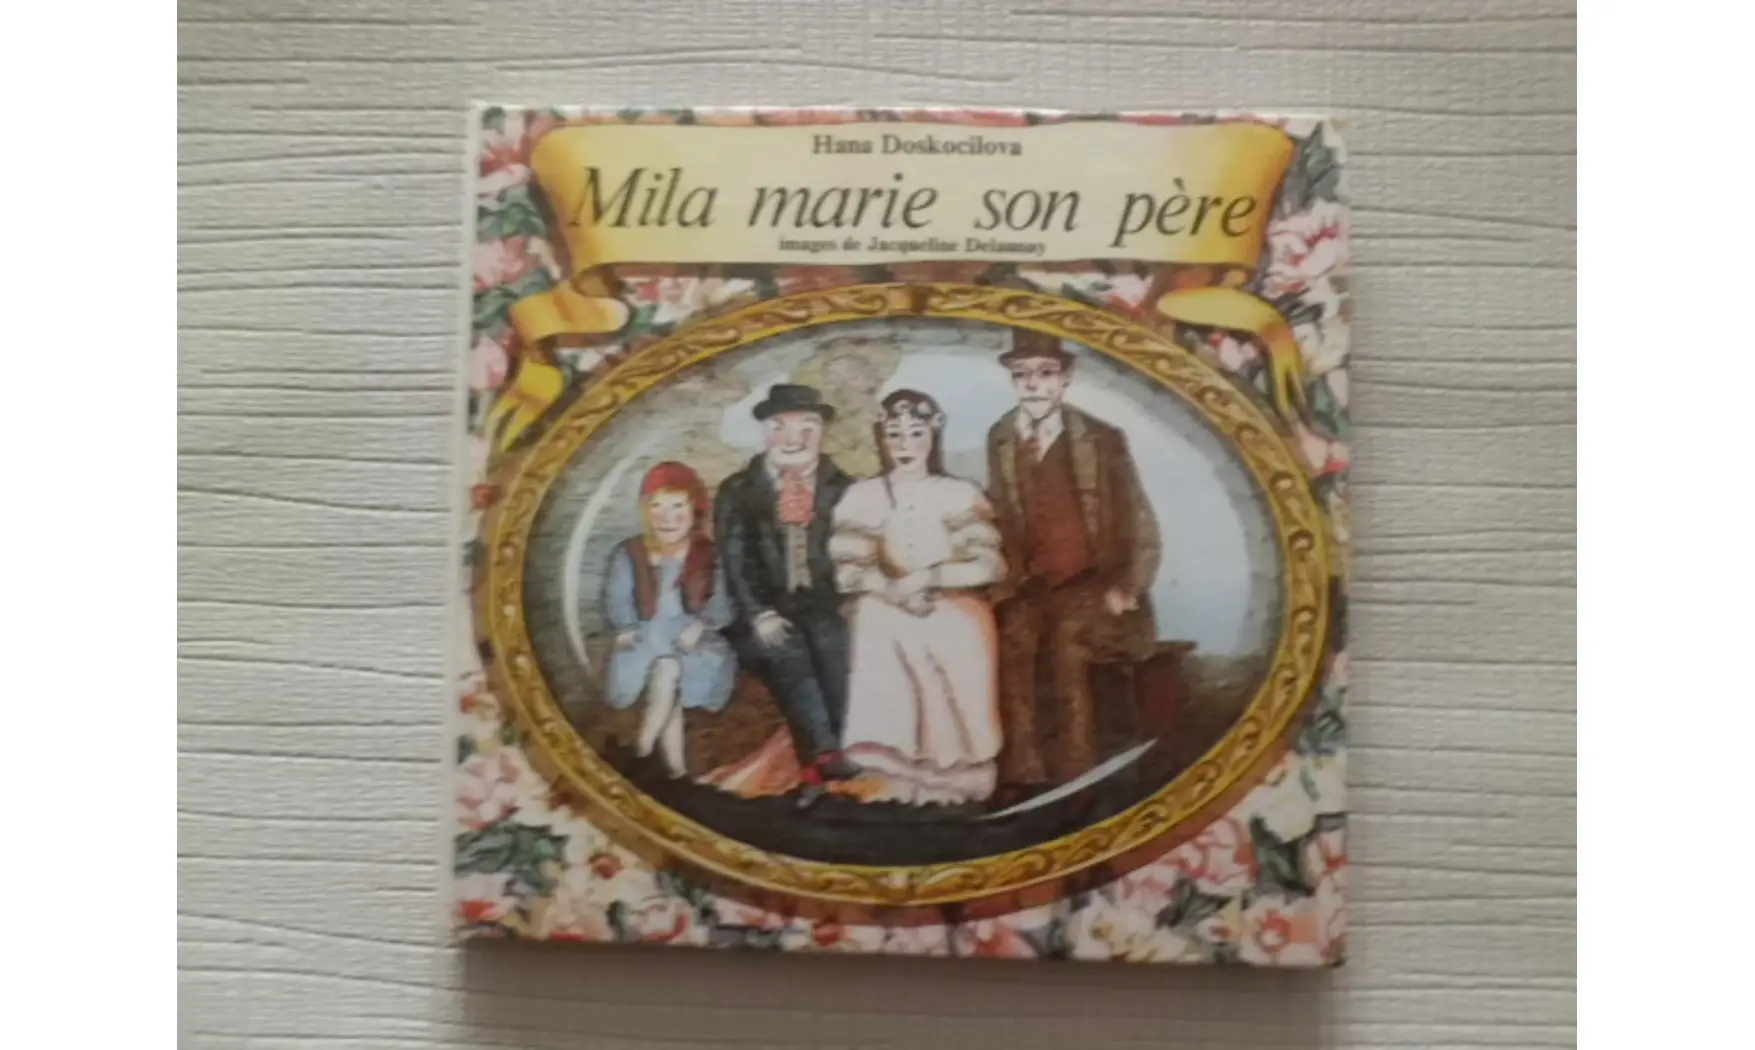 Hana Doskocilova
Mila marie son père
images de Jacqueline Delaunay